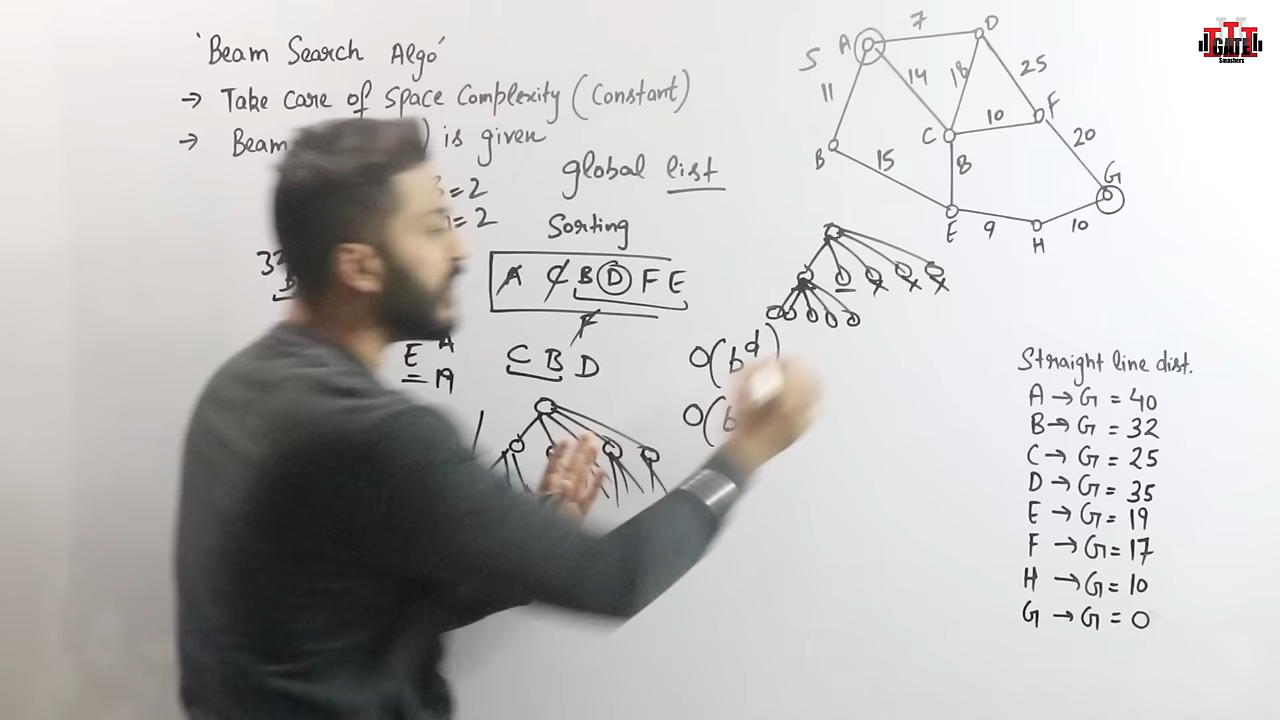 'Beam Search Algo'
→ Take care of Space Complexity (Constant)
→ Beam ) is given
= 2
= 2
global list
Sorting
A C B D F E
F
C B D
E A
19
O(b^d)
O(b
S A 7 D
11 14 18 25
B 15 C 10 F 20
8 G
E 9 H 10
Straight line dist.
A → G = 40
B → G = 32
C → G = 25
D → G = 35
E → G = 19
F → G = 17
H → G = 10
G → G = 0
GATE
Smashers